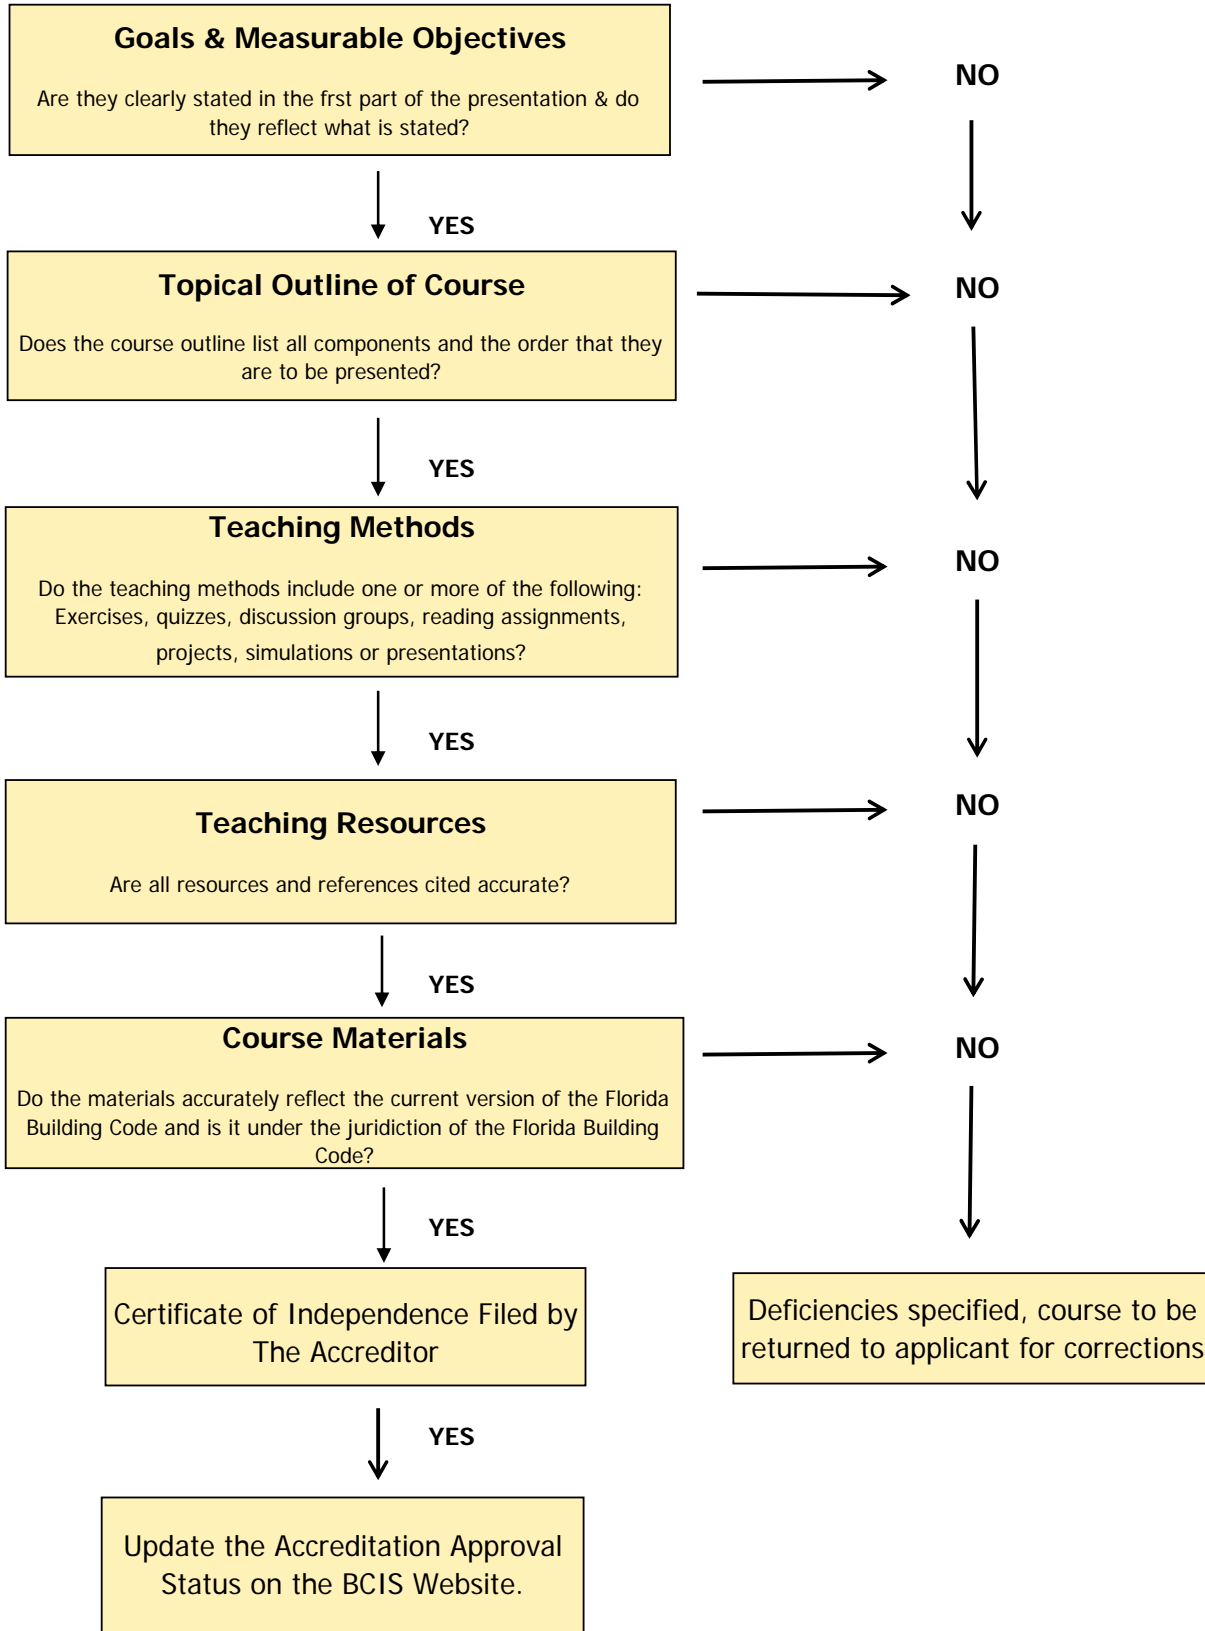 Goals & Measurable Objectives
NO
Are they clearly stated in the frst part of the presentation & do
they reflect what is stated?
YES
Topical Outline of Course
NO
Does the course outline list all components and the order that they
are to be presented?
YES
Teaching Methods
NO
Do the teaching methods include one or more of the following:
Exercises, quizzes, discussion groups, reading assignments,
projects, simulations or presentations?
YES
Teaching Resources
NO
Are all resources and references cited accurate?
YES
Course Materials
NO
Do the materials accurately reflect the current version of the Florida
Building Code and is it under the juridiction of the Florida Building
Code?
YES
Certificate of Independence Filed by
The Accreditor
Deficiencies specified, course to be
returned to applicant for corrections
YES
Update the Accreditation Approval
Status on the BCIS Website.